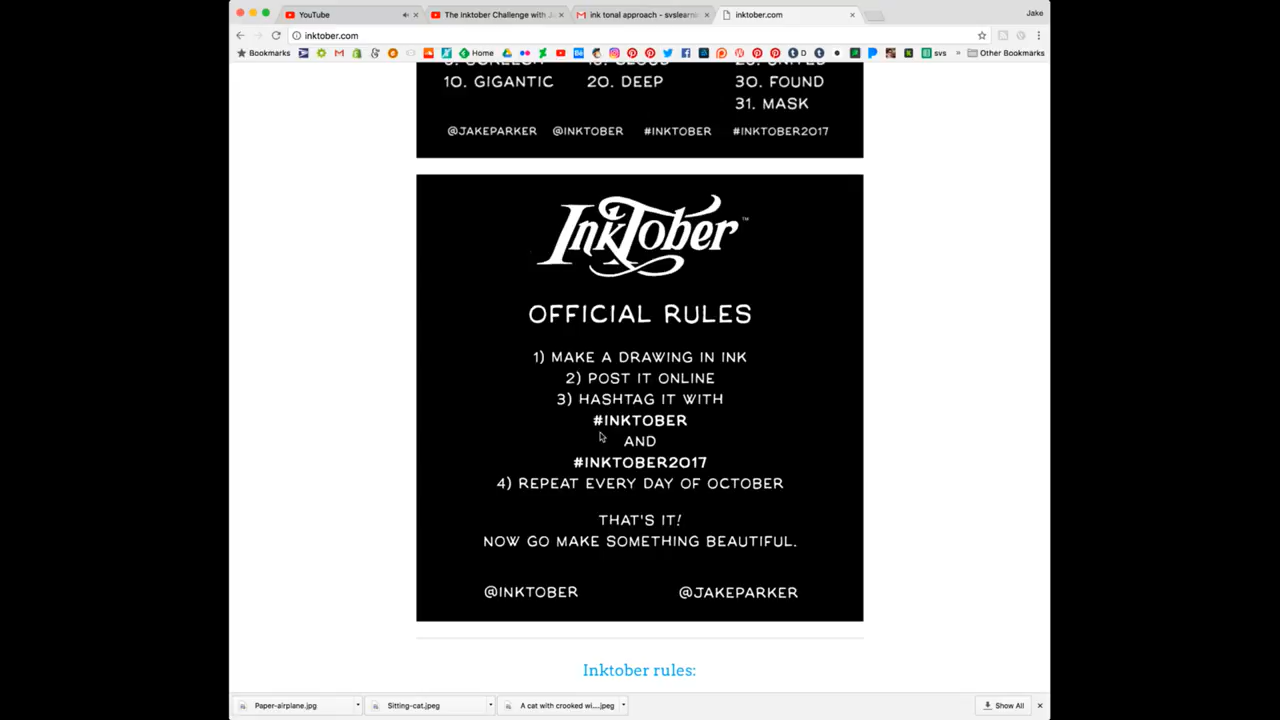 YouTube
The Inktober Challenge with J
ink tonal approach - svslearnin
inktober.com
Jake
inktober.com
Bookmarks
Home
D
svs
Other Bookmarks
10. GIGANTIC
20. DEEP
30. FOUND
31. MASK
@JAKEPARKER @INKTOBER #INKTOBER #INKTOBER2017
InkTober™
OFFICIAL RULES
1) MAKE A DRAWING IN INK
2) POST IT ONLINE
3) HASHTAG IT WITH
#INKTOBER
AND
#INKTOBER2017
4) REPEAT EVERY DAY OF OCTOBER
THAT'S IT!
NOW GO MAKE SOMETHING BEAUTIFUL.
@INKTOBER @JAKEPARKER
Inktober rules:
Paper-airplane.jpg
Sitting-cat.jpeg
A cat with crooked wi....jpeg
Show All